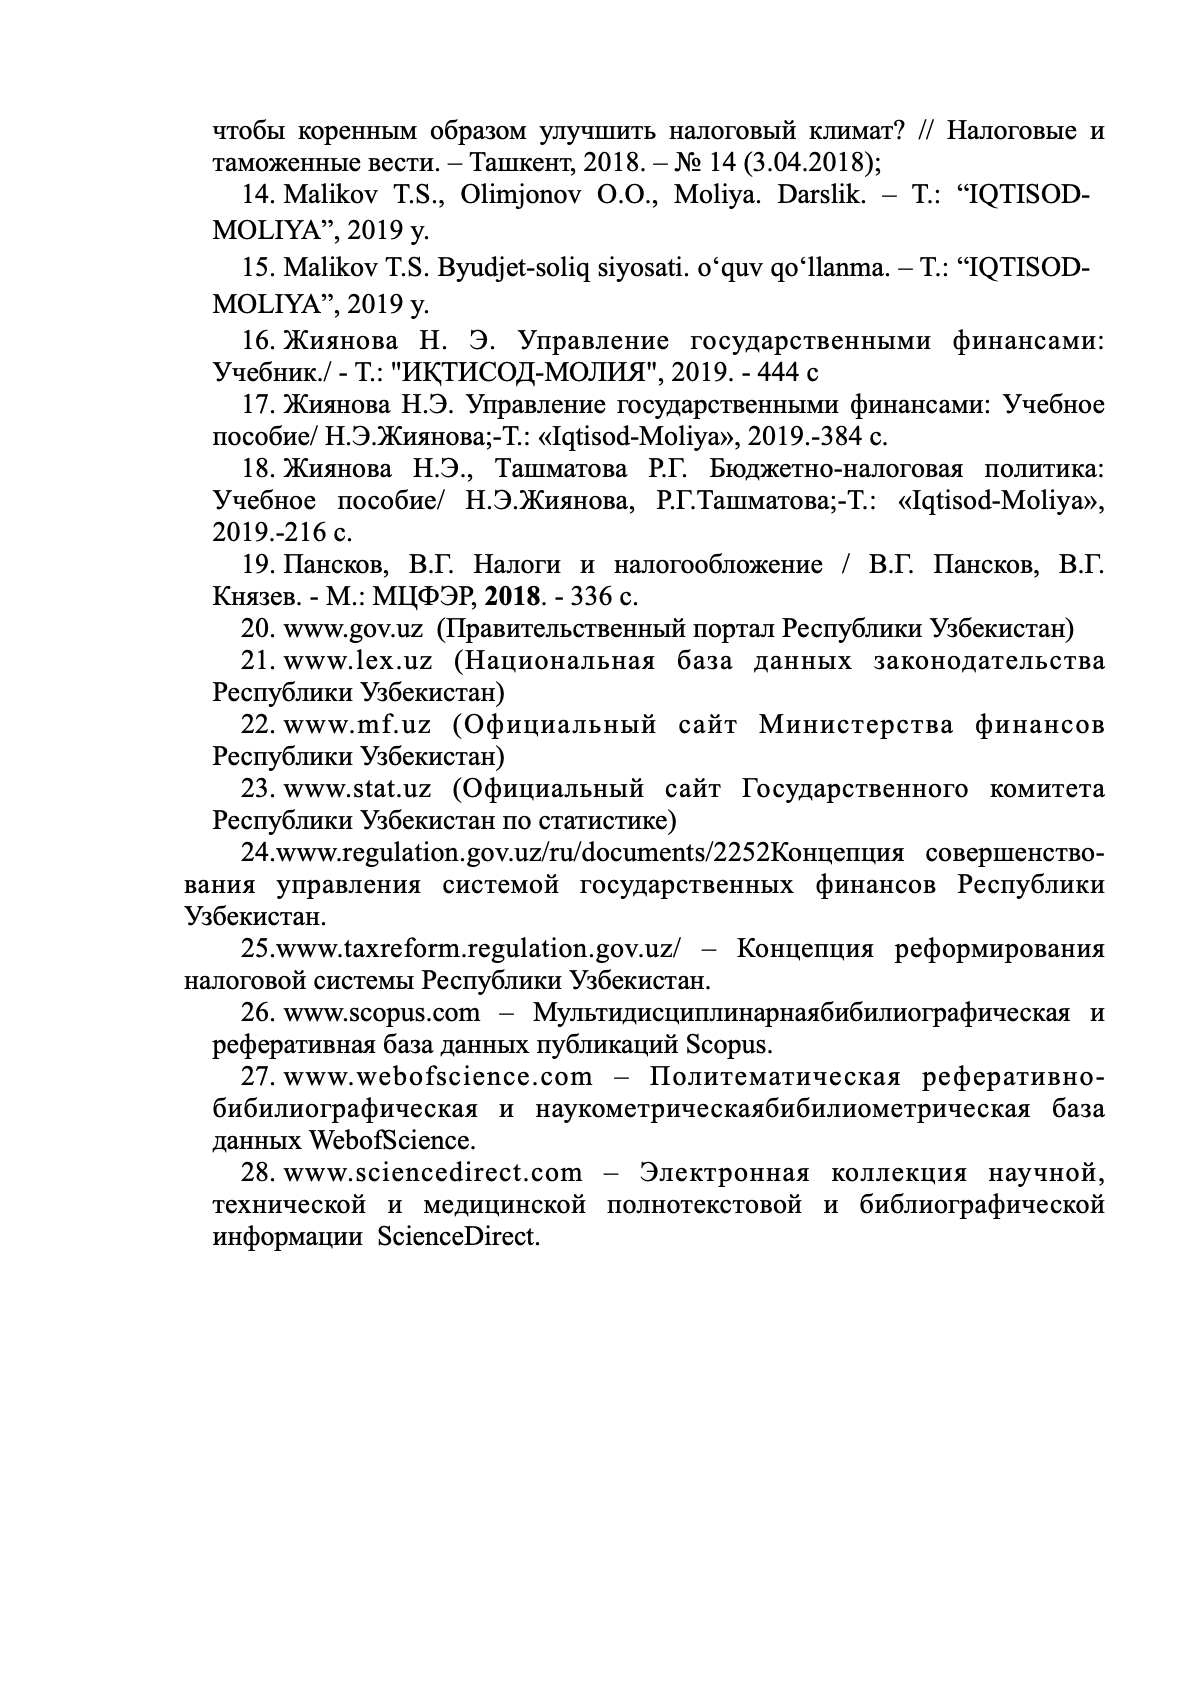 чтобы коренным образом улучшить налоговый климат? // Налоговые и
таможенные вести. – Ташкент, 2018. – № 14 (3.04.2018);
14. Malikov T.S., Olimjonov O.O., Moliya. Darslik. – T.: “IQTISOD-
MOLIYA”, 2019 y.
15. Malikov T.S. Byudjet-soliq siyosati. o‘quv qo‘llanma. – T.: “IQTISOD-
MOLIYA”, 2019 y.
16. Жиянова Н. Э. Управление государственными финансами:
Учебник./ - Т.: "ИҚТИСОД-МОЛИЯ", 2019. - 444 с
17. Жиянова Н.Э. Управление государственными финансами: Учебное
пособие/ Н.Э.Жиянова;-Т.: «Iqtisod-Moliya», 2019.-384 с.
18. Жиянова Н.Э., Ташматова Р.Г. Бюджетно-налоговая политика:
Учебное пособие/ Н.Э.Жиянова, Р.Г.Ташматова;-Т.: «Iqtisod-Moliya»,
2019.-216 с.
19. Пансков, В.Г. Налоги и налогообложение / В.Г. Пансков, В.Г.
Князев. - М.: МЦФЭР, 2018. - 336 c.
20. www.gov.uz (Правительственный портал Республики Узбекистан)
21. www.lex.uz (Национальная база данных законодательства
Республики Узбекистан)
22. www.mf.uz (Официальный сайт Министерства финансов
Республики Узбекистан)
23. www.stat.uz (Официальный сайт Государственного комитета
Республики Узбекистан по статистике)
24.www.regulation.gov.uz/ru/documents/2252Концепция совершенство-
вания управления системой государственных финансов Республики
Узбекистан.
25.www.taxreform.regulation.gov.uz/ – Концепция реформирования
налоговой системы Республики Узбекистан.
26. www.scopus.com – Мультидисциплинарнаябибилиографическая и
реферативная база данных публикаций Scopus.
27. www.webofscience.com – Политематическая реферативно-
бибилиографическая и наукометрическаябибилиометрическая база
данных WebofScience.
28. www.sciencedirect.com – Электронная коллекция научной,
технической и медицинской полнотекстовой и библиографической
информации ScienceDirect.